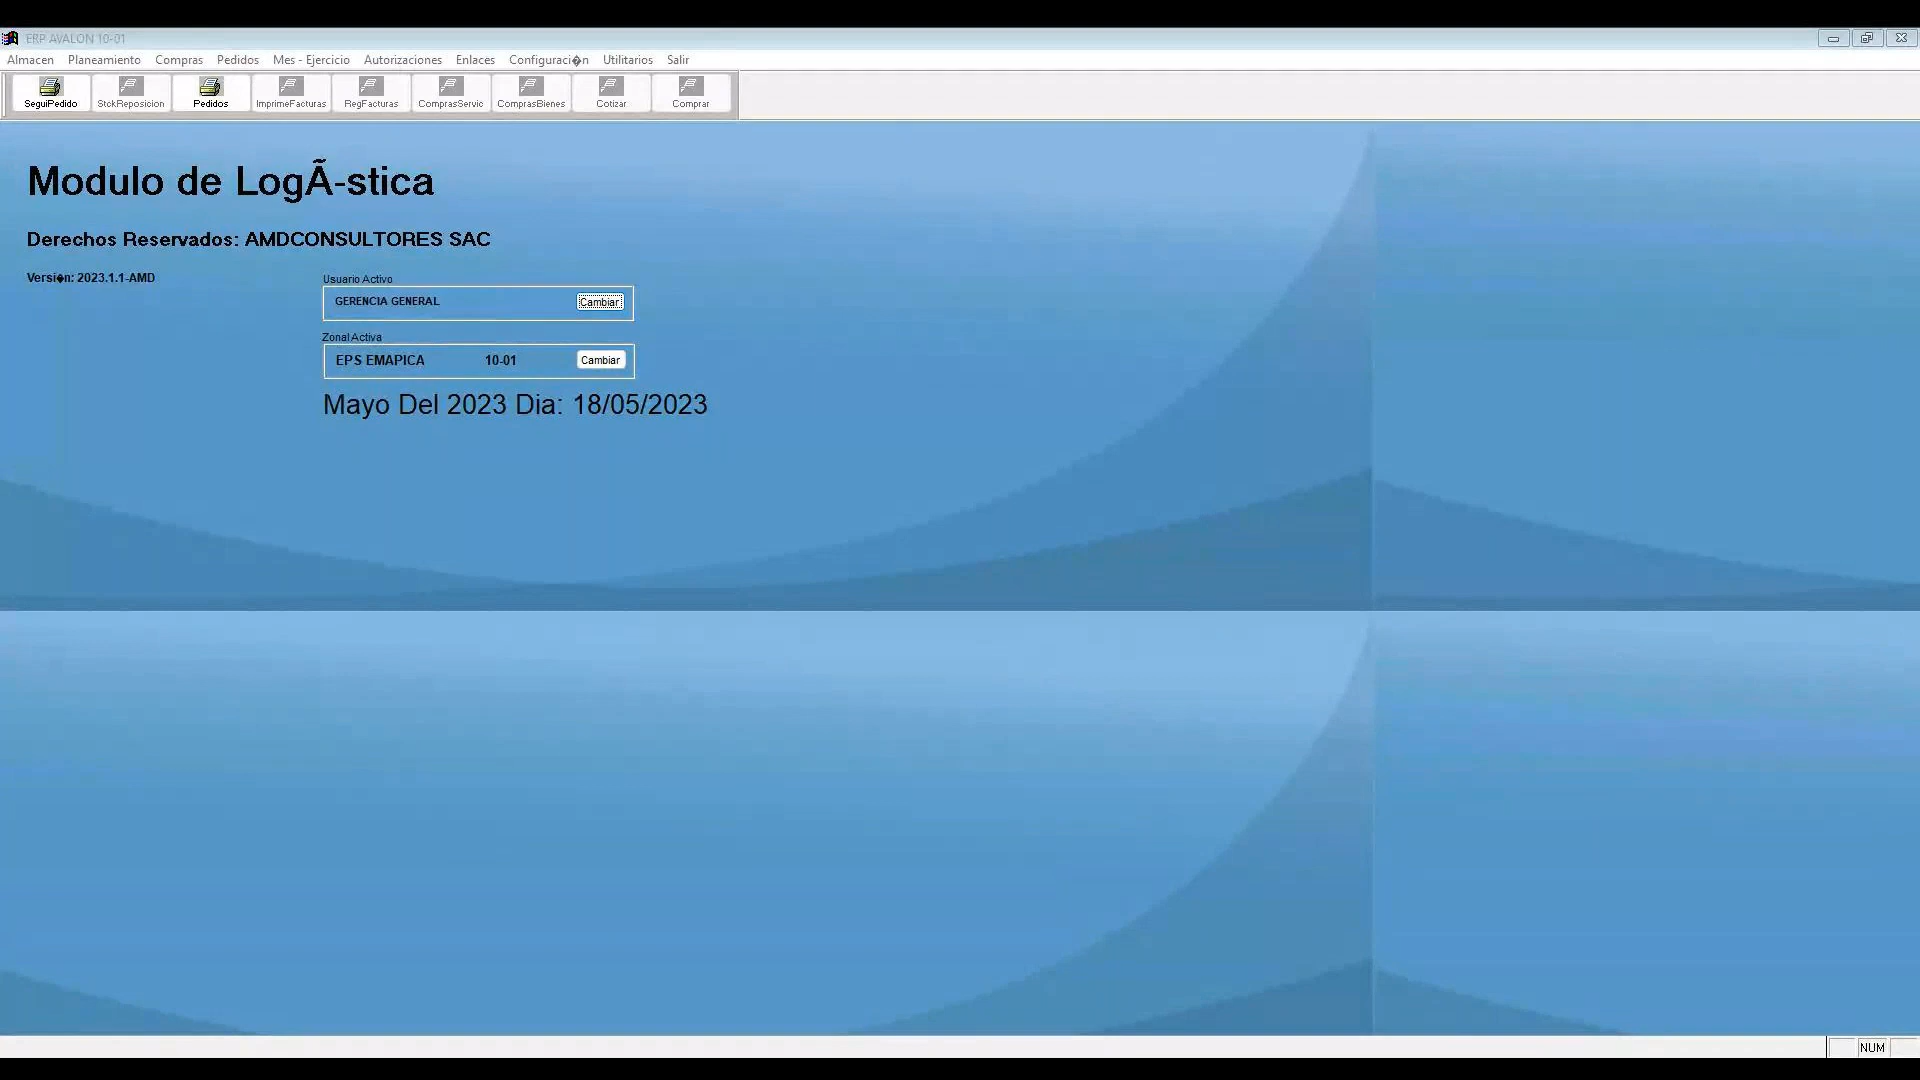 ERP AVALON 10-01
Almacen Planeamiento Compras Pedidos Mes - Ejercicio Autorizaciones Enlaces Configuraci�n Utilitarios Salir
SeguiPedido StckReposicion Pedidos ImprimeFacturas RegFacturas ComprasServic ComprasBienes Cotizar Comprar
Modulo de LogÃ-stica
Derechos Reservados: AMDCONSULTORES SAC
Versi�n: 2023.1.1-AMD
Usuario Activo
GERENCIA GENERAL Cambiar
Zonal Activa
EPS EMAPICA 10-01 Cambiar
Mayo Del 2023 Dia: 18/05/2023
NUM